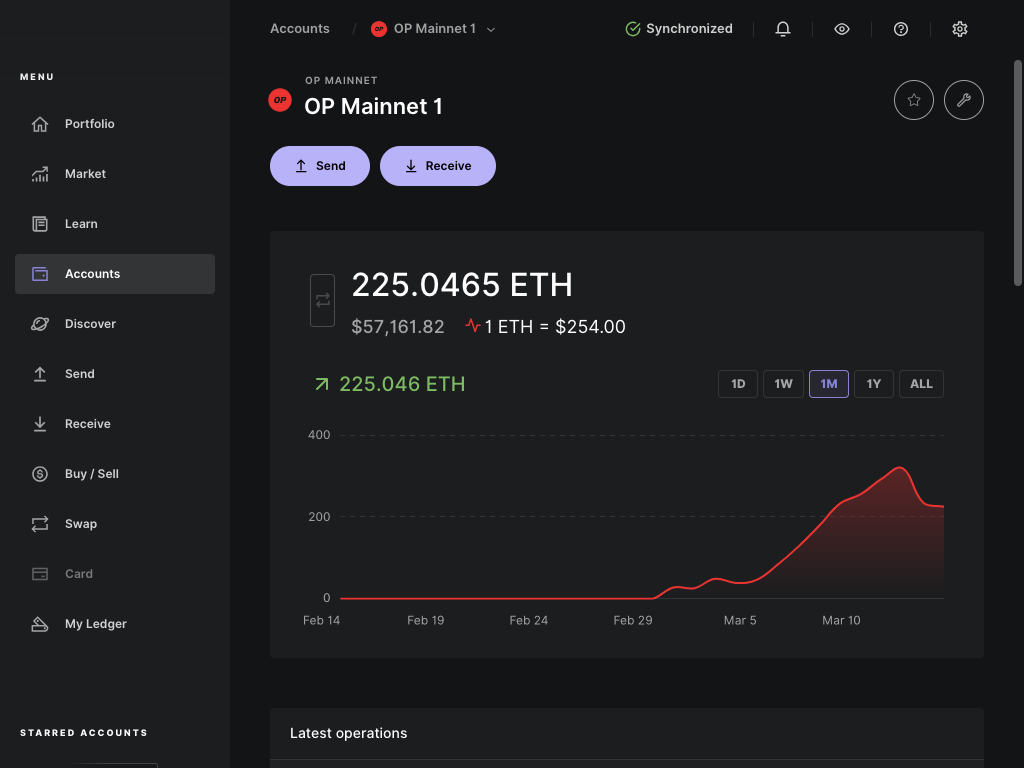 Accounts / OP OP Mainnet 1
Synchronized
MENU
Portfolio
Market
Learn
Accounts
Discover
Send
Receive
Buy / Sell
Swap
Card
My Ledger
STARRED ACCOUNTS
OP MAINNET
OP OP Mainnet 1
Send Receive
225.0465 ETH
$57,161.82 1 ETH = $254.00
225.046 ETH
1D 1W 1M 1Y ALL
400
200
0
Feb 14 Feb 19 Feb 24 Feb 29 Mar 5 Mar 10
Latest operations